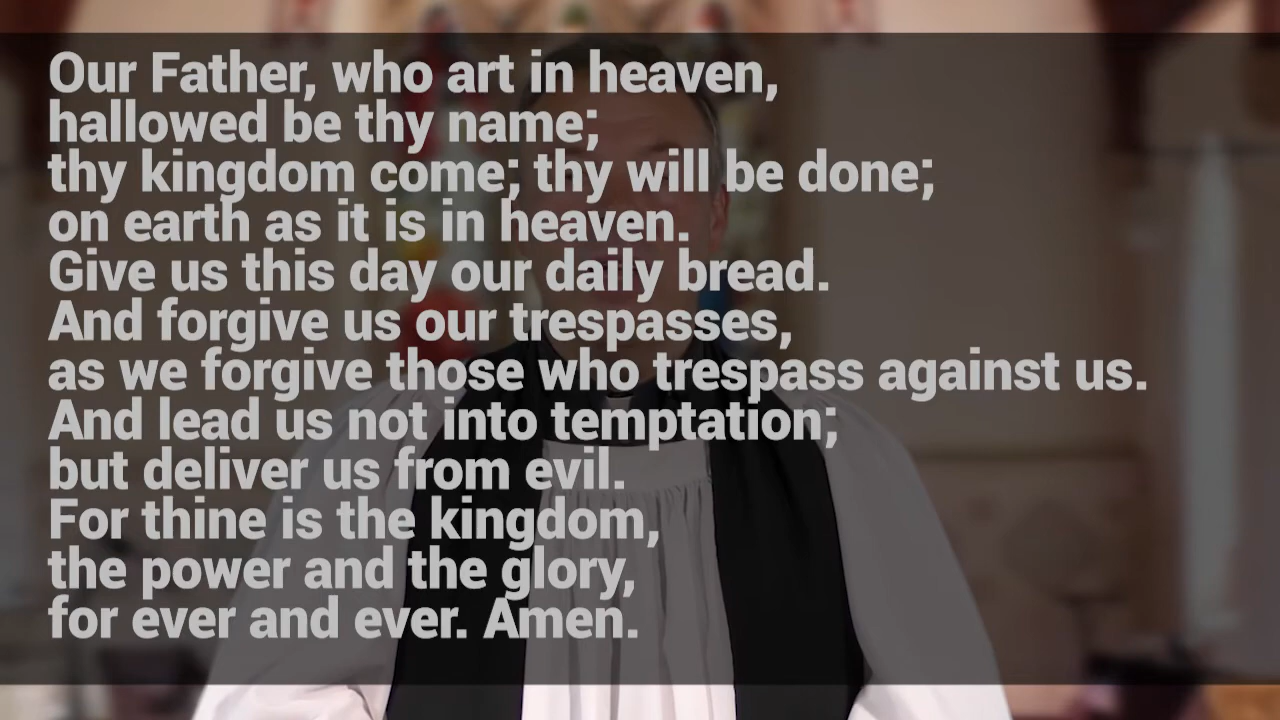 Our Father, who art in heaven,
hallowed be thy name;
thy kingdom come; thy will be done;
on earth as it is in heaven.
Give us this day our daily bread.
And forgive us our trespasses,
as we forgive those who trespass against us.
And lead us not into temptation;
but deliver us from evil.
For thine is the kingdom,
the power and the glory,
for ever and ever. Amen.